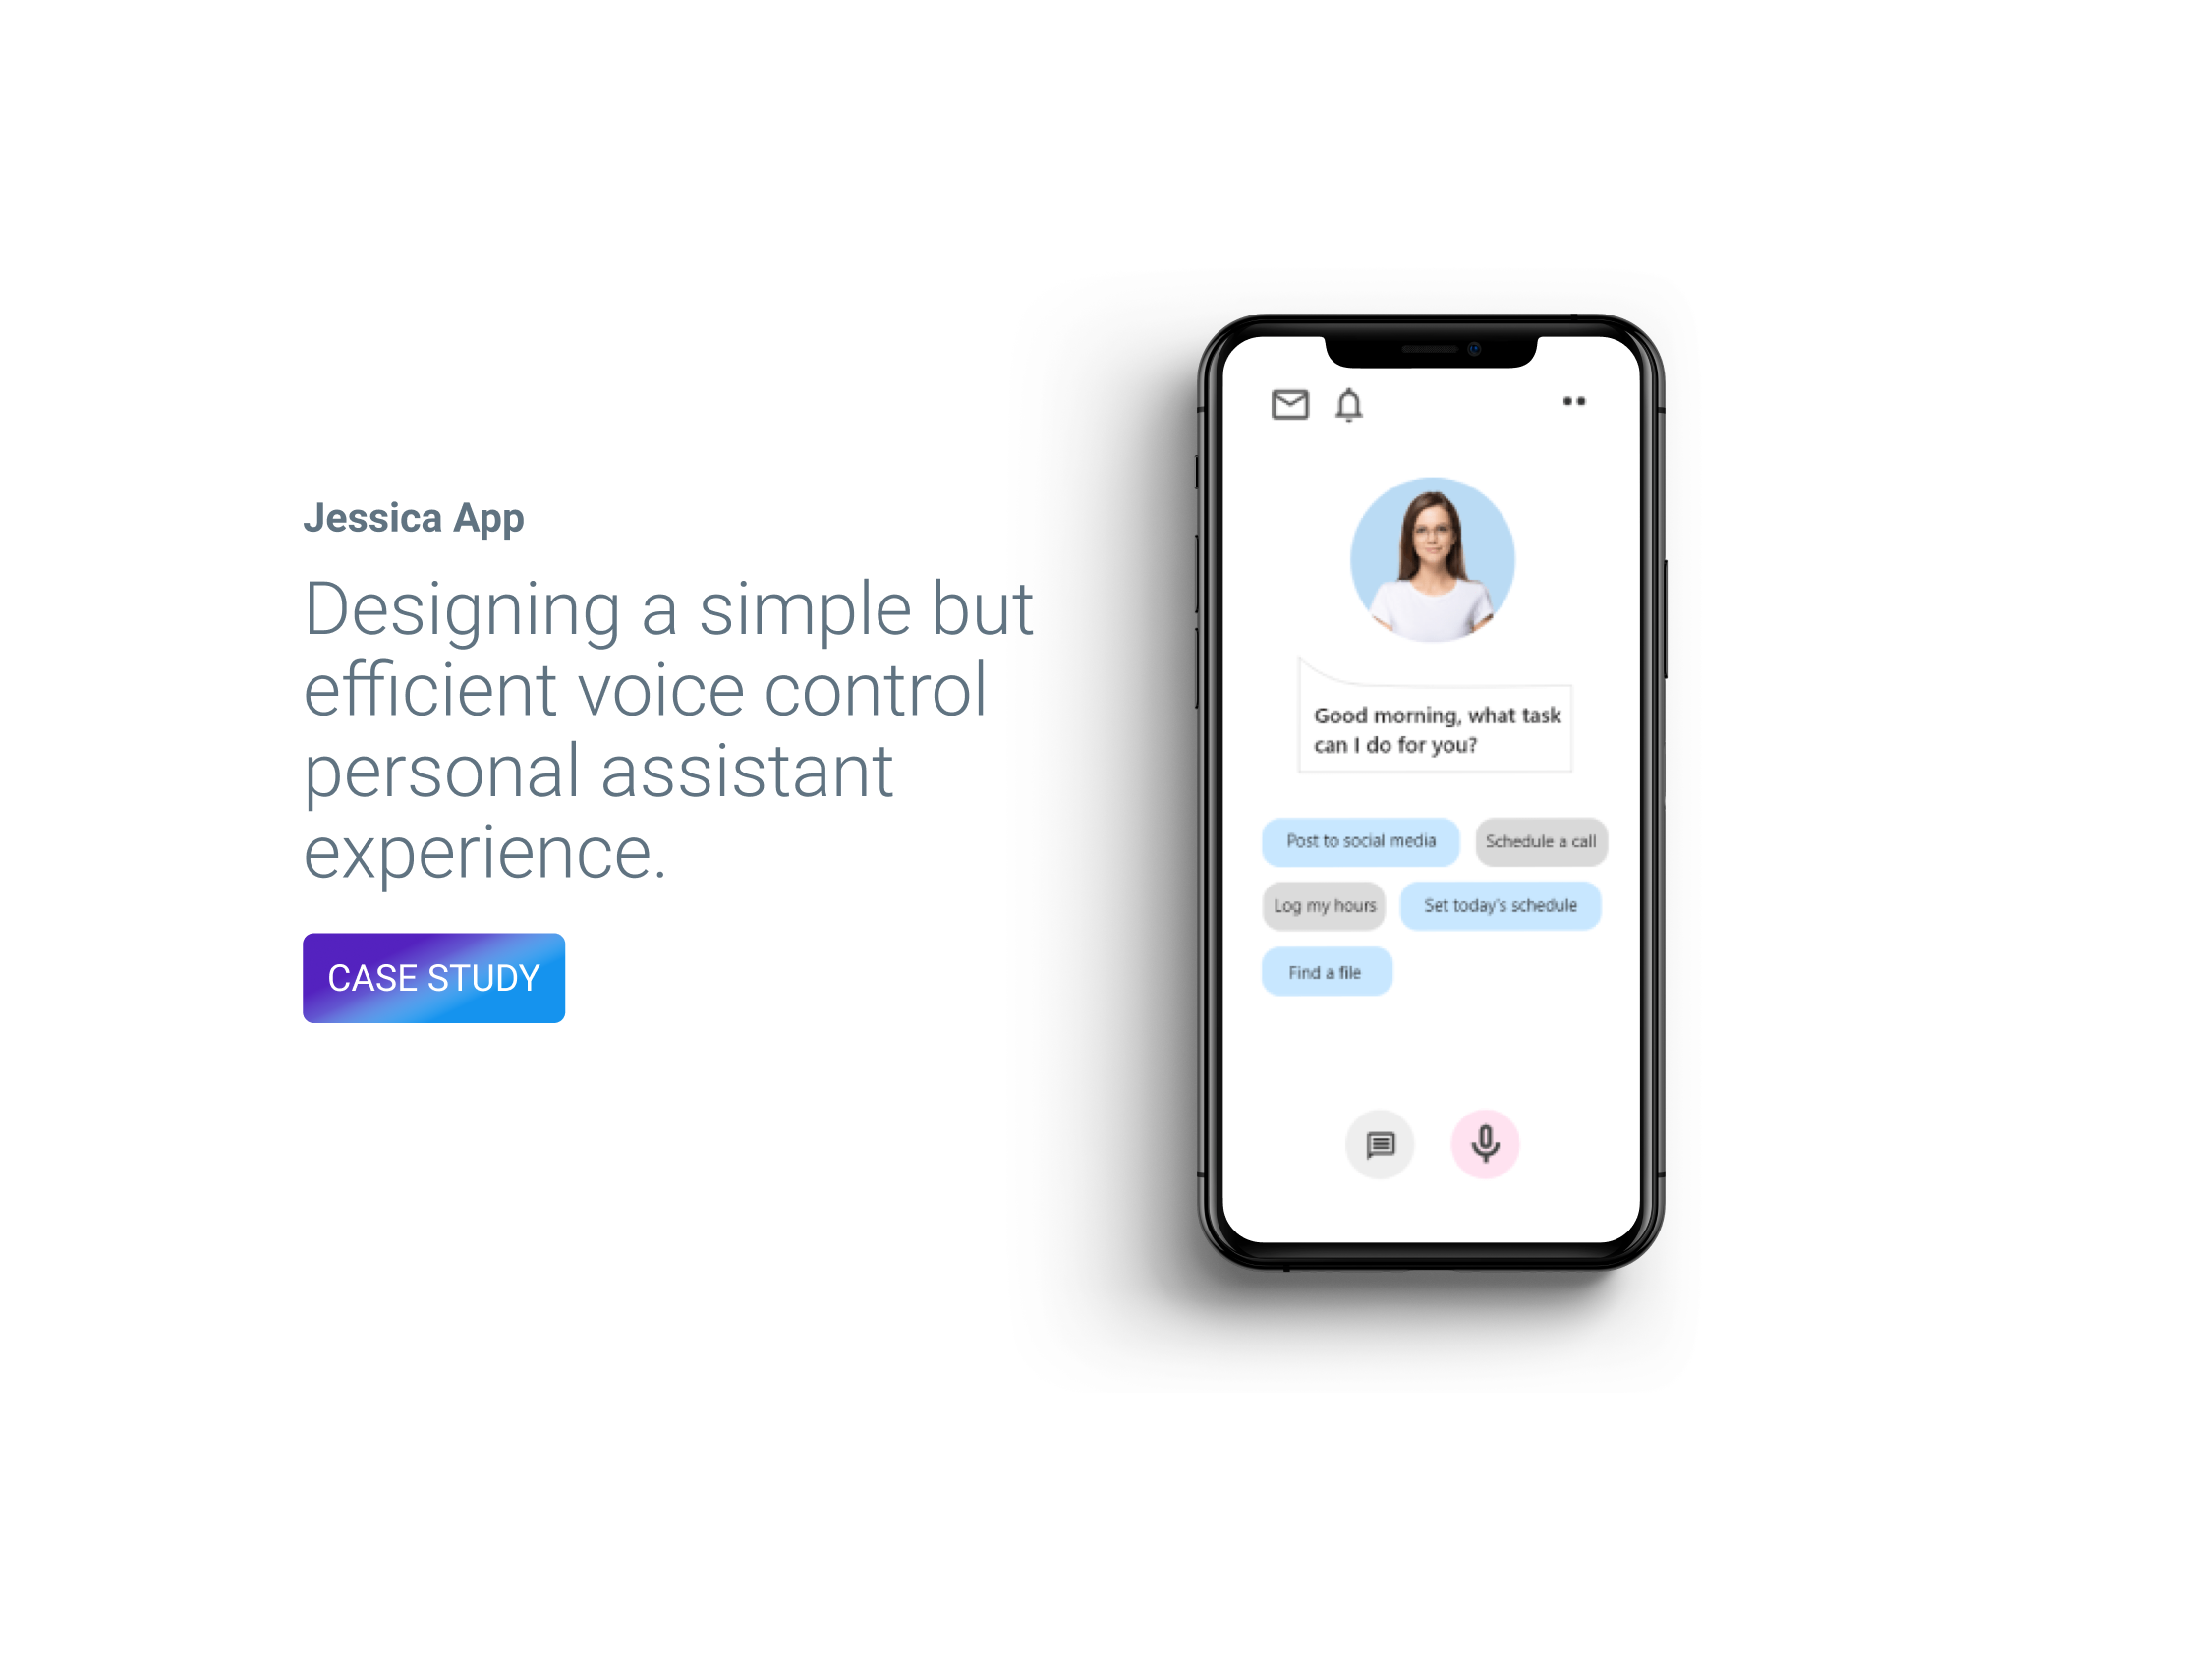 Jessica App
Designing a simple but
efficient voice control
personal assistant
experience.
CASE STUDY
Good morning, what task
can I do for you?
Post to social media
Schedule a call
Log my hours
Set today's schedule
Find a file